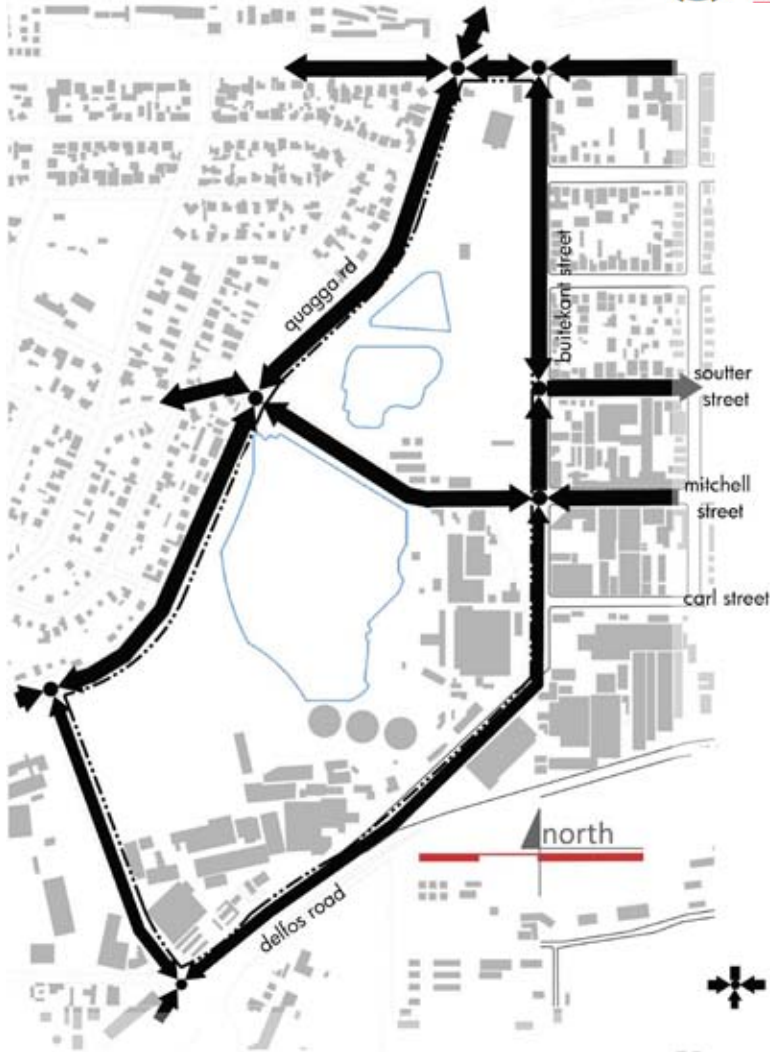 quagga rd
buitekant street
soutter
street
mitchell
street
carl street
north
delfos road